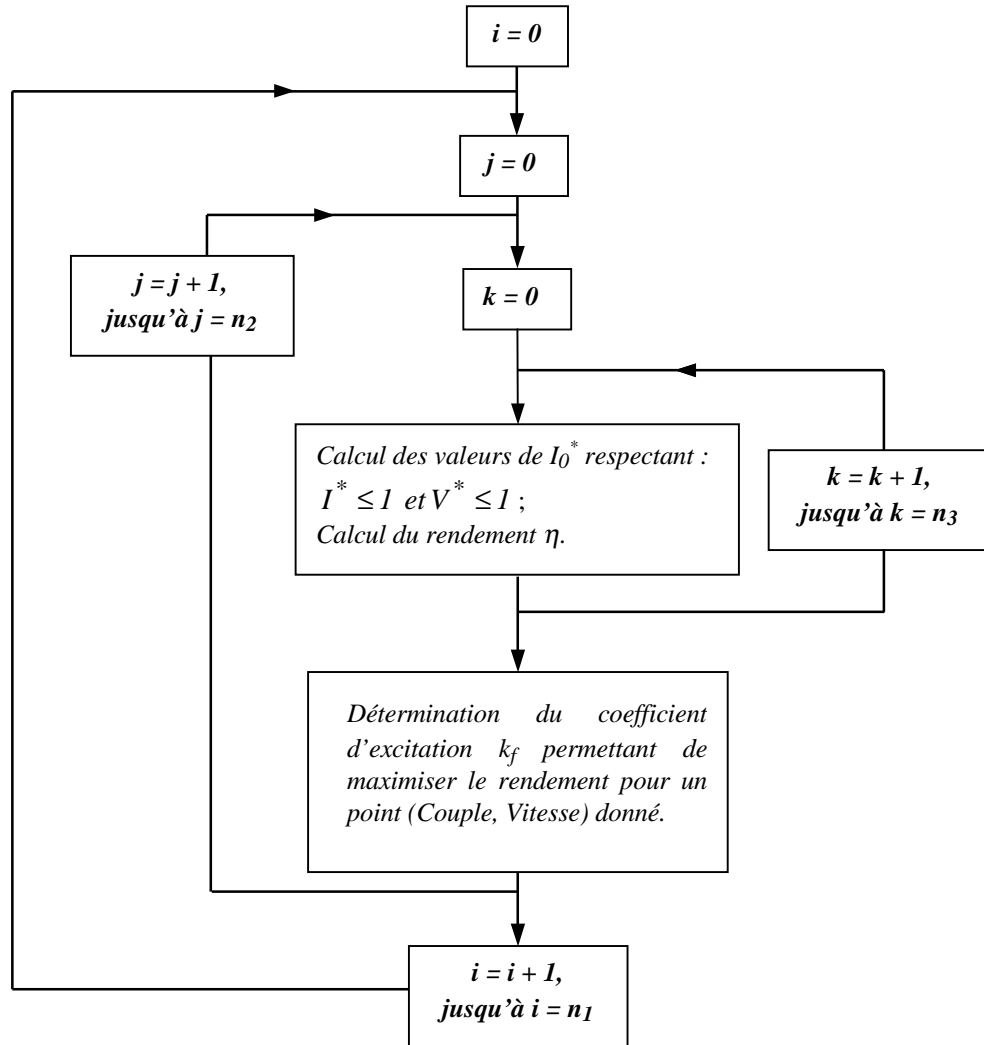 i = 0
j = 0
j = j + 1,
jusqu'à j = n2
k = 0
Calcul des valeurs de I0* respectant :
I* ≤ 1 et V* ≤ 1 ;
Calcul du rendement η.
k = k + 1,
jusqu'à k = n3
Détermination du coefficient
d'excitation kf permettant de
maximiser le rendement pour un
point (Couple, Vitesse) donné.
i = i + 1,
jusqu'à i = n1